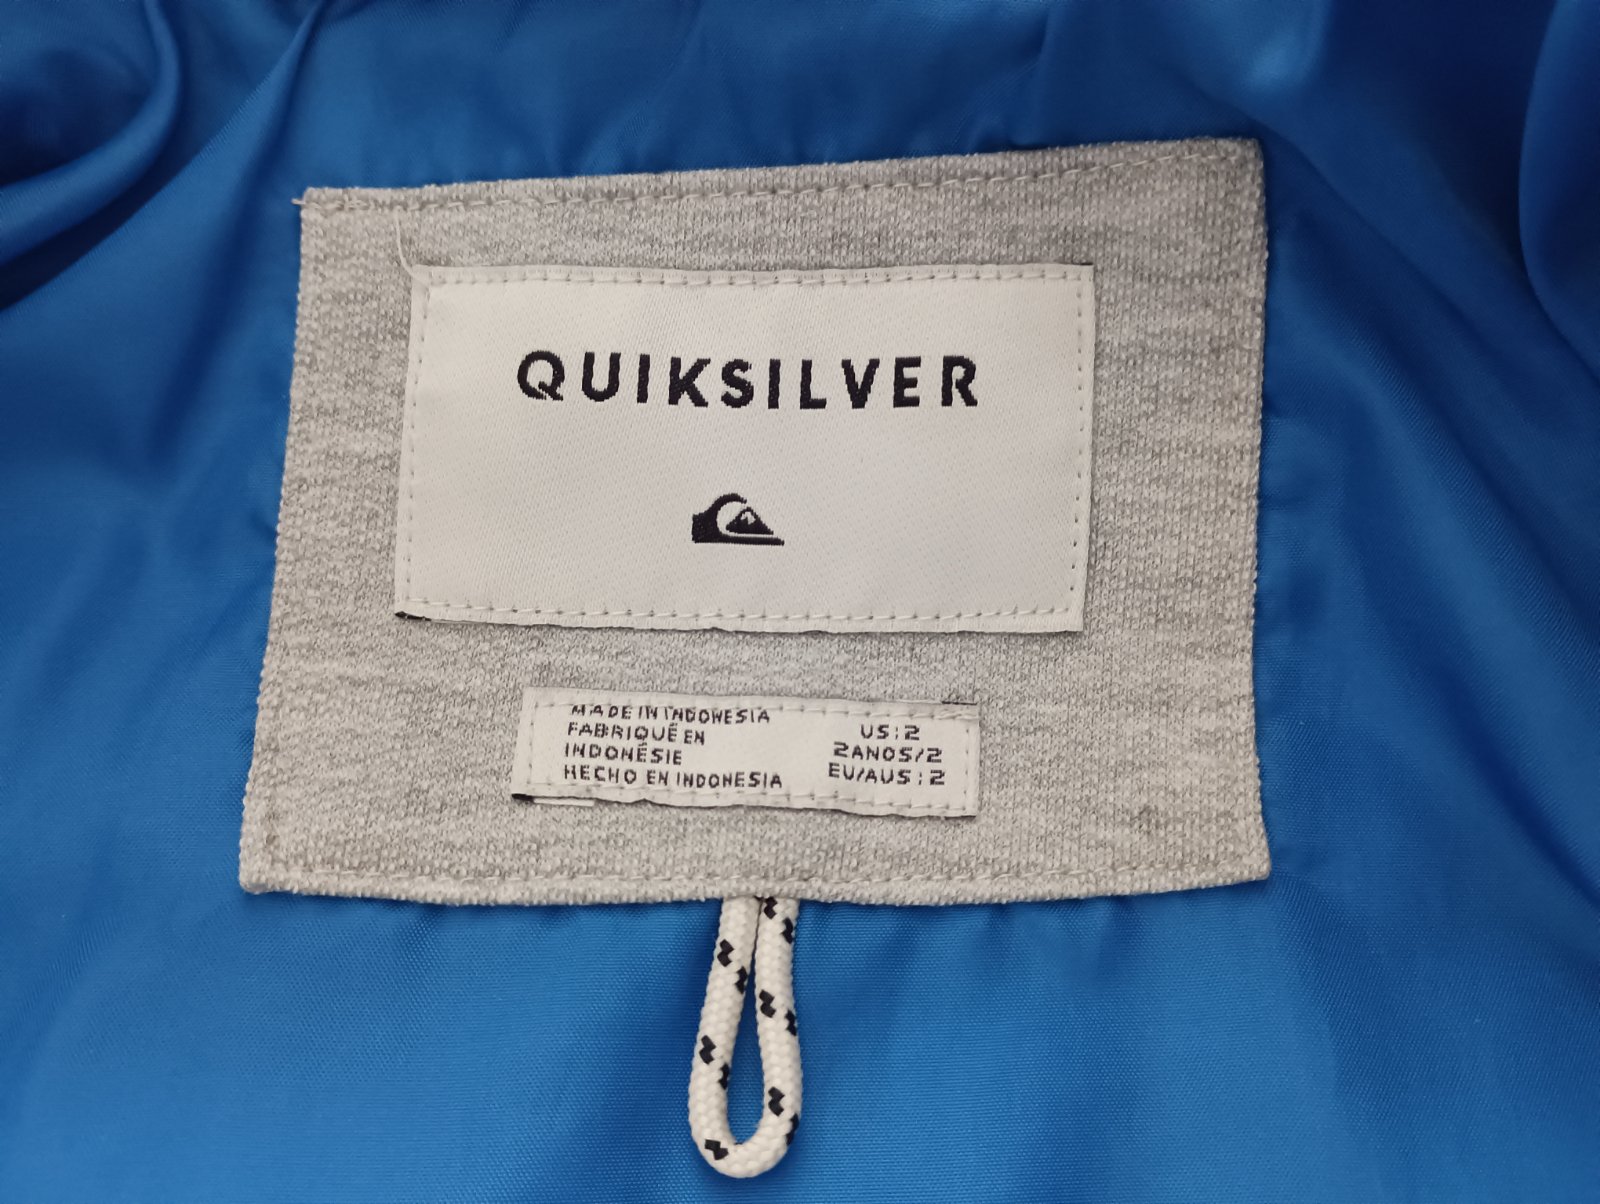 QUIKSILVER
MADE IN INDONESIA
FABRIQUÉ EN
INDONÉSIE
HECHO EN INDONESIA
US:2
2ANOS/2
EU/AUS:2